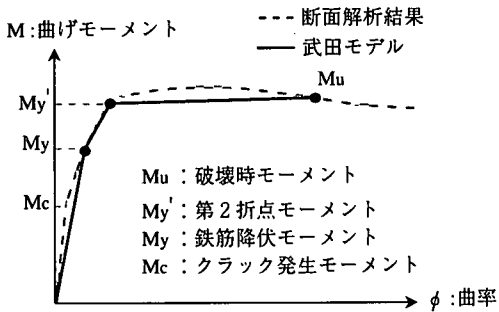 M:曲げモーメント
断面解析結果
武田モデル
Mu
My'
My
Mc
Mu：破壊時モーメント
My'：第２折点モーメント
My：鉄筋降伏モーメント
Mc：クラック発生モーメント
φ:曲率